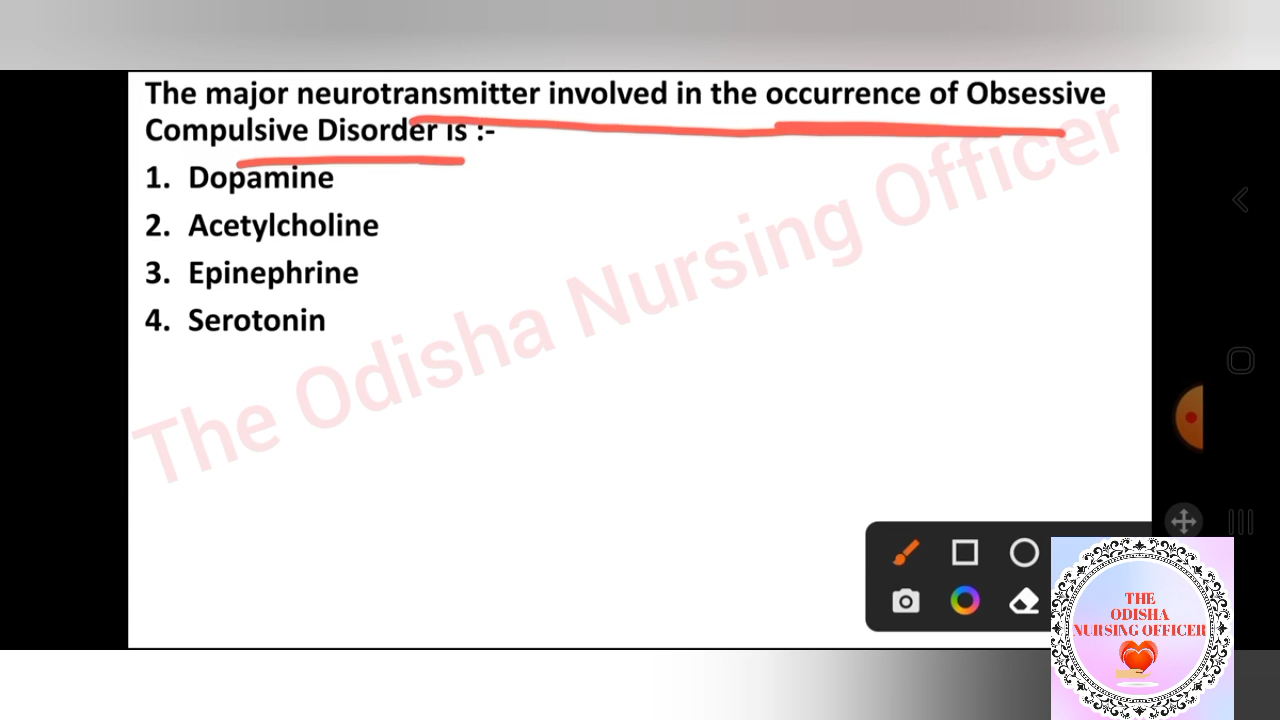 The major neurotransmitter involved in the occurrence of Obsessive
Compulsive Disorder is :-
1. Dopamine
2. Acetylcholine
3. Epinephrine
4. Serotonin
The Odisha Nursing Officer
THE
ODISHA
NURSING OFFICER